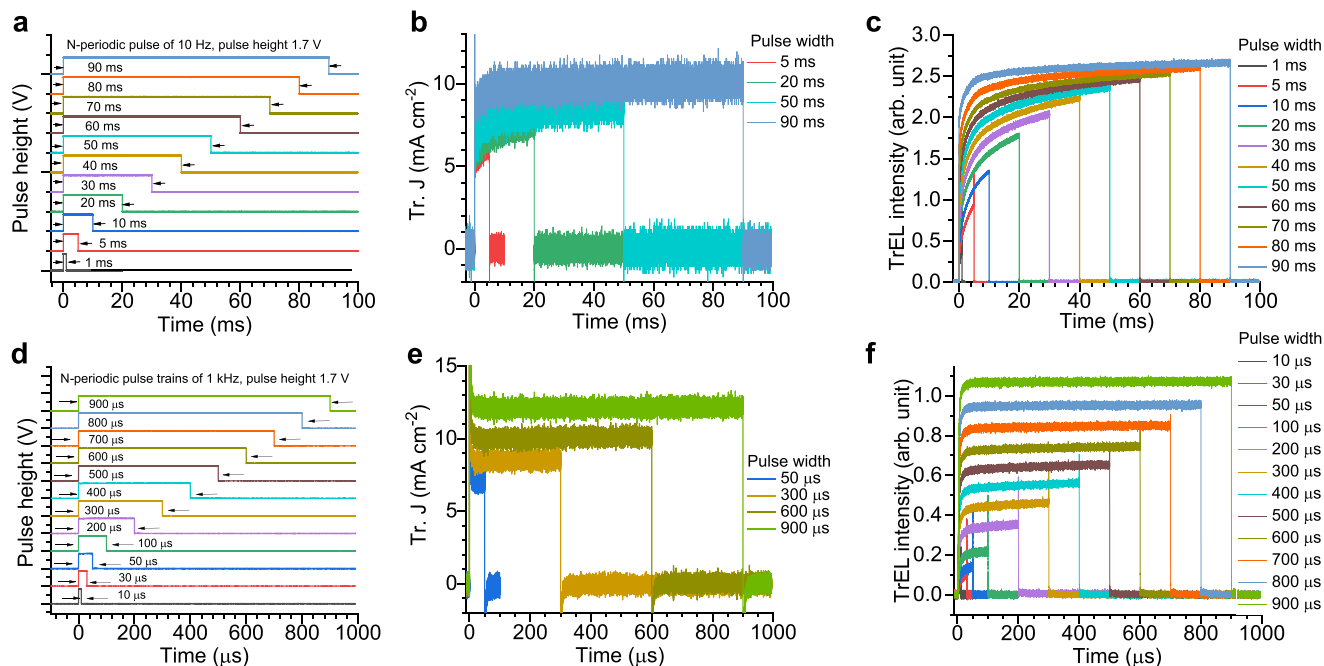 a
N-periodic pulse of 10 Hz, pulse height 1.7 V
90 ms
80 ms
70 ms
60 ms
50 ms
40 ms
30 ms
20 ms
10 ms
5 ms
1 ms
Pulse height (V)
0 20 40 60 80 100
Time (ms)
b
Tr. J (mA cm-2)
10
5
0
0 20 40 60 80 100
Time (ms)
Pulse width
5 ms
20 ms
50 ms
90 ms
c
TrEL intensity (arb. unit)
3.0
2.5
2.0
1.5
1.0
0.5
0.0
0 20 40 60 80 100
Time (ms)
Pulse width
1 ms
5 ms
10 ms
20 ms
30 ms
40 ms
50 ms
60 ms
70 ms
80 ms
90 ms
d
N-periodic pulse trains of 1 kHz, pulse height 1.7 V
900 µs
800 µs
700 µs
600 µs
500 µs
400 µs
300 µs
200 µs
100 µs
50 µs
30 µs
10 µs
Pulse height (V)
0 200 400 600 800 1000
Time (µs)
e
Tr. J (mA cm-2)
15
10
5
0
0 200 400 600 800 1000
Time (µs)
Pulse width
50 µs
300 µs
600 µs
900 µs
f
TrEL intensity (arb. unit)
1.0
0.8
0.6
0.4
0.2
0.0
0 200 400 600 800 1000
Time (µs)
Pulse width
10 µs
30 µs
50 µs
100 µs
200 µs
300 µs
400 µs
500 µs
600 µs
700 µs
800 µs
900 µs